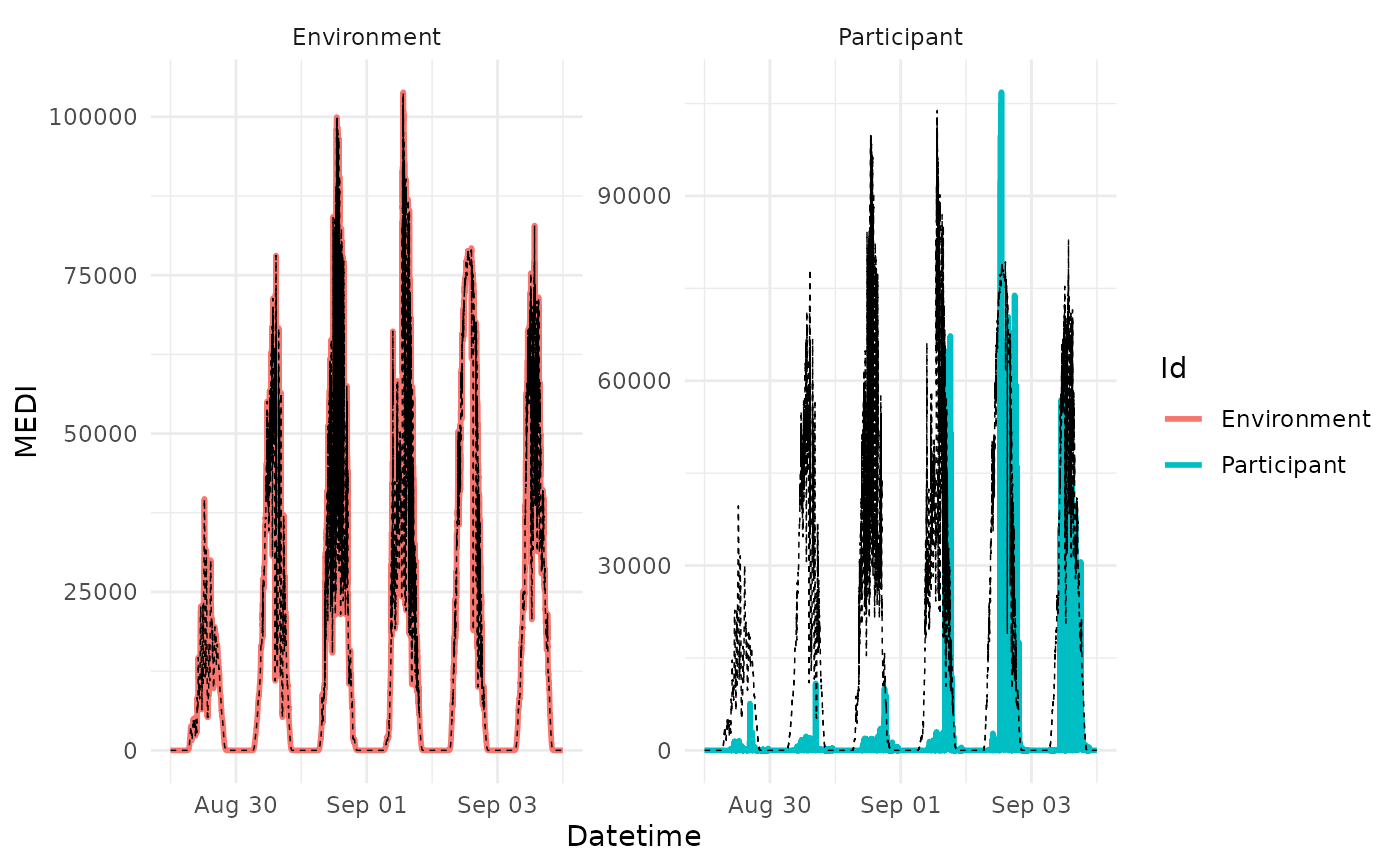 Environment
Participant
MEDI
100000
75000
50000
25000
0
90000
60000
30000
0
Aug 30
Sep 01
Sep 03
Aug 30
Sep 01
Sep 03
Datetime
Id
Environment
Participant